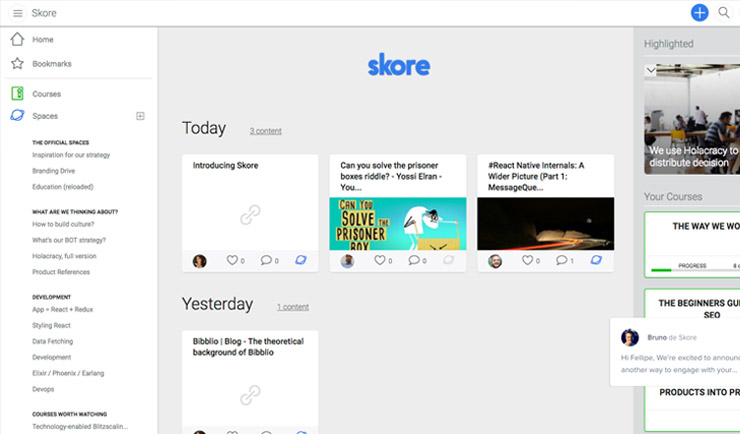 Skore
Home
Bookmarks
Courses
Spaces
THE OFFICIAL SPACES
Inspiration for our strategy
Branding Drive
Education (reloaded)
WHAT ARE WE THINKING ABOUT?
How to build culture?
What's our BOT strategy?
Holacracy, full version
Product References
DEVELOPMENT
App = React + Redux
Styling React
Data Fetching
Development
Elixir / Phoenix / Earlang
Devops
COURSES WORTH WATCHING
Technology-enabled Blitzscalin...
skore
Today
3 content
Introducing Skore
0
0
Can you solve the prisoner
boxes riddle? - Yossi Elran -
You...
CAN YOU
SOLVE THE
PRISONER
BOX
0
0
#React Native Internals: A
Wider Picture (Part 1:
MessageQue...
0
1
Yesterday
1 content
Bibblio | Blog - The theoretical
background of Bibblio
Highlighted
We use Holacracy to
distribute decision
Your Courses
THE WAY WE WO
PROGRESS
THE BEGINNERS GUI
SEO
Bruno de Skore
Hi Fellipe, We're excited to announ
another way to engage with your...
PRODUCTS INTO PR